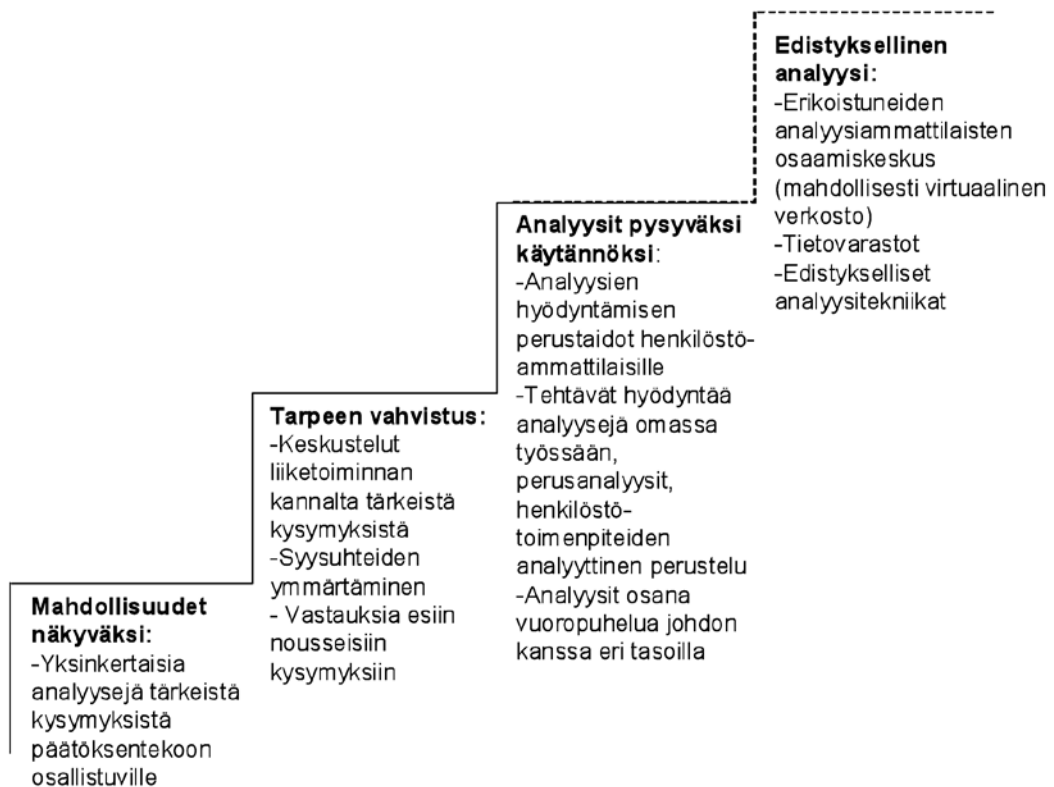 Mahdollisuudet
näkyväksi:
-Yksinkertaisia
analyysejä tärkeistä
kysymyksistä
päätöksentekoon
osallistuville
Tarpeen vahvistus:
-Keskustelut
liiketoiminnan
kannalta tärkeistä
kysymyksistä
-Syysuhteiden
ymmärtäminen
- Vastauksia esiin
nousseisiin
kysymyksiin
Analyysit pysyväksi
käytännöksi:
-Analyysien
hyödyntämisen
perustaidot henkilöstö-
ammattilaisille
-Tehtävät hyödyntää
analyysejä omassa
työssään,
perusanalyysit,
henkilöstö-
toimenpiteiden
analyyttinen perustelu
-Analyysit osana
vuoropuhelua johdon
kanssa eri tasoilla
Edistyksellinen
analyysi:
-Erikoistuneiden
analyysiammattilaisten
osaamiskeskus
(mahdollisesti virtuaalinen
verkosto)
-Tietovarastot
-Edistykselliset
analyysitekniikat